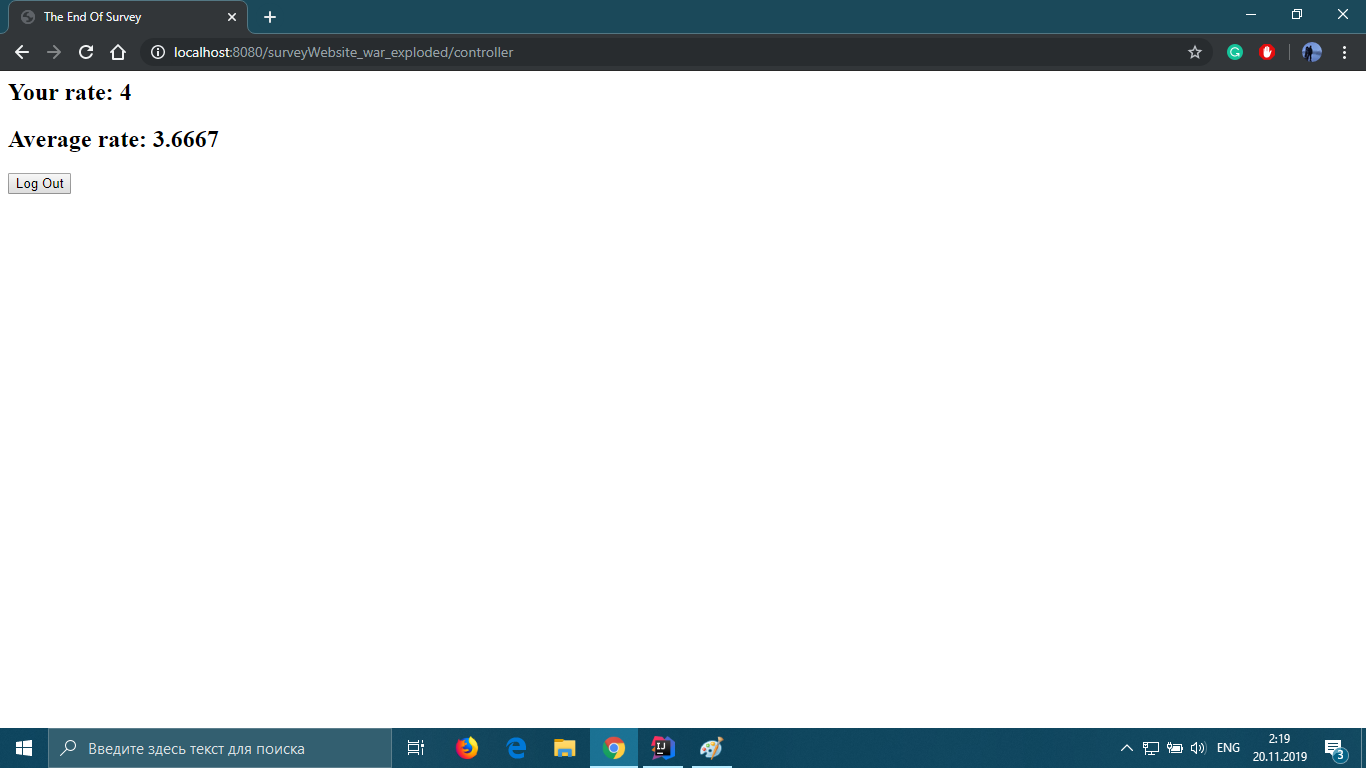 The End Of Survey
localhost:8080/surveyWebsite_war_exploded/controller
Your rate: 4
Average rate: 3.6667
Log Out
Введите здесь текст для поиска
IJ
ENG
2:19
20.11.2019
3